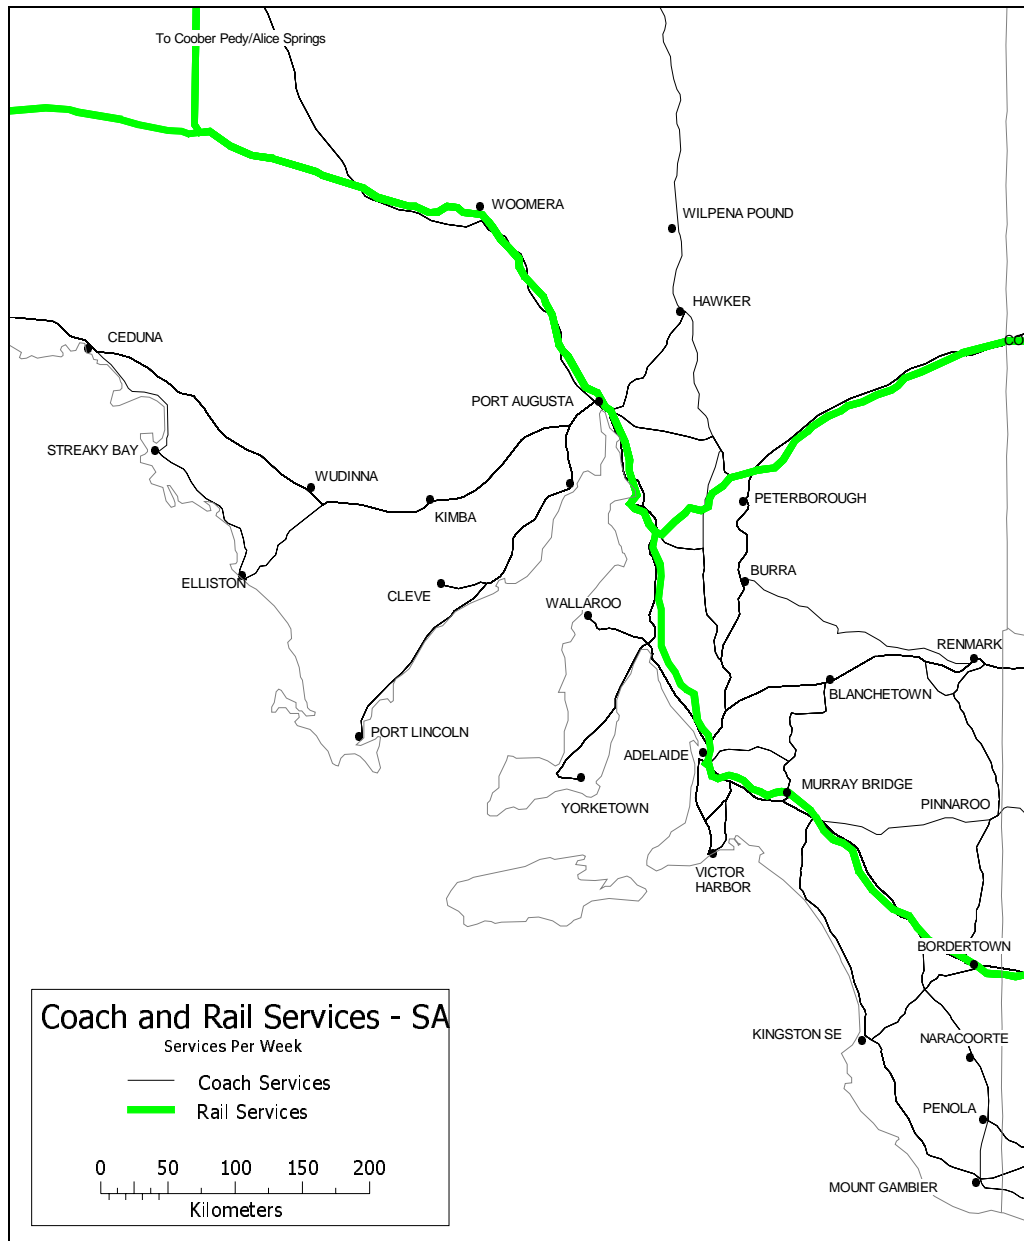 To Coober Pedy/Alice Springs
WOOMERA
WILPENA POUND
HAWKER
CEDUNA
CO
PORT AUGUSTA
STREAKY BAY
WUDINNA
PETERBOROUGH
KIMBA
BURRA
ELLISTON
CLEVE
WALLAROO
RENMARK
BLANCHETOWN
PORT LINCOLN
ADELAIDE
MURRAY BRIDGE
YORKETOWN
PINNAROO
VICTOR
HARBOR
BORDERTOWN
Coach and Rail Services - SA
Services Per Week
KINGSTON SE
NARACOORTE
Coach Services
Rail Services
PENOLA
0 50 100 150 200
MOUNT GAMBIER
Kilometers